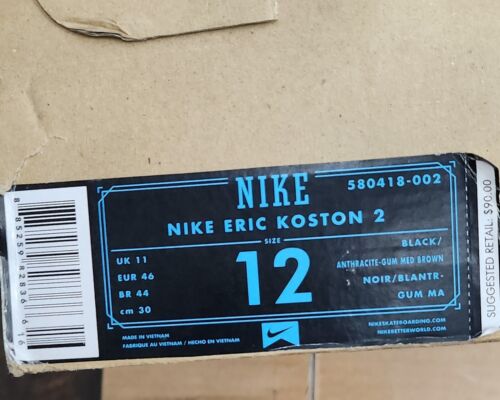 NIKE
580418-002
NIKE ERIC KOSTON 2
SIZE
12
UK 11
EUR 46
BR 44
cm 30
BLACK/
ANTHRACITE-GUM MED BROWN
NOIR/BLANTR-
GUM MA
MADE IN VIETNAM
FABRIQUE AU VIETNAM / HECHO EN VIETNAM
NIKESKATEBOARDING.COM
NIKEBETTERWORLD.COM
SUGGESTED RETAIL: $90.00